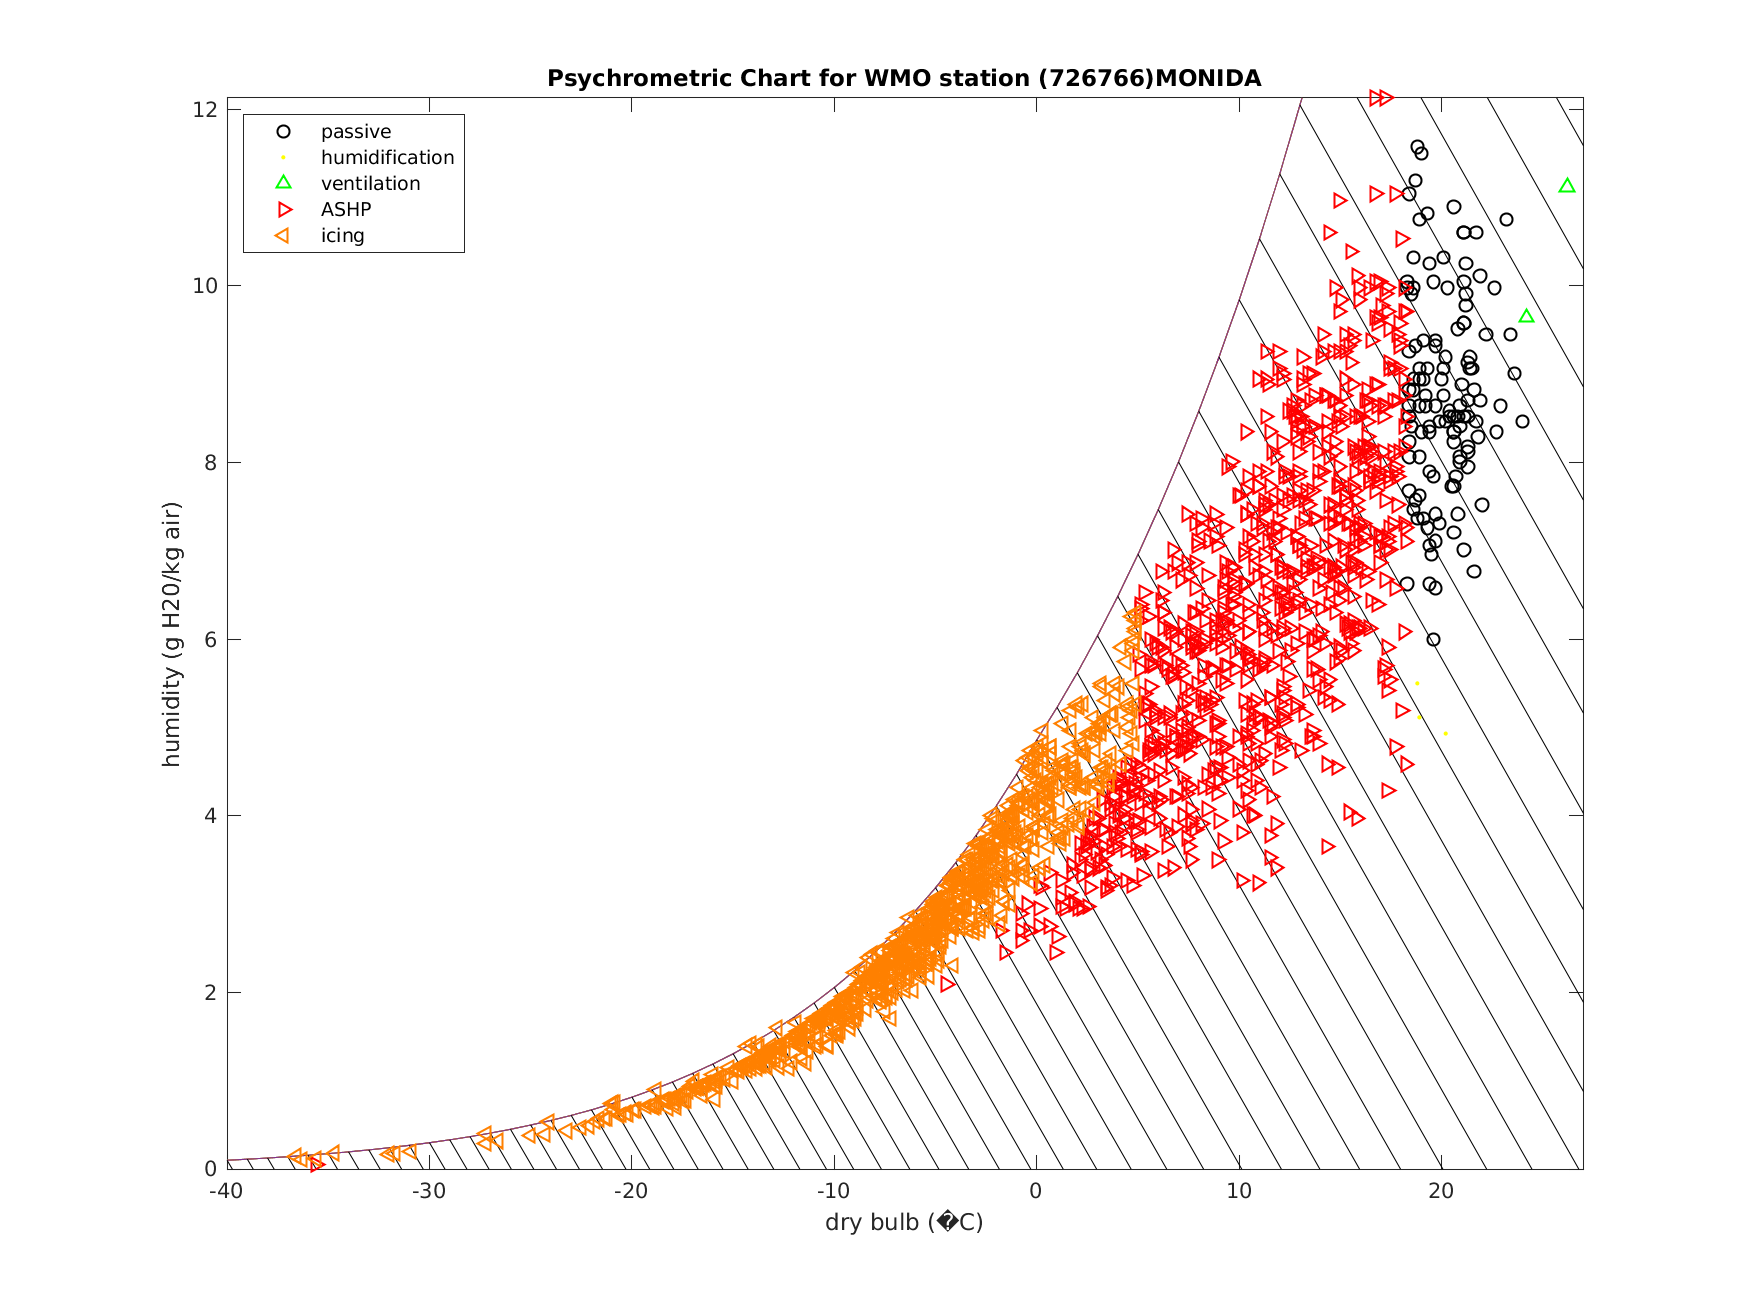 Psychrometric Chart for WMO station (726766)MONIDA
passive
humidification
ventilation
ASHP
icing
humidity (g H20/kg air)
12
10
8
6
4
2
0
-40 -30 -20 -10 0 10 20
dry bulb (�C)